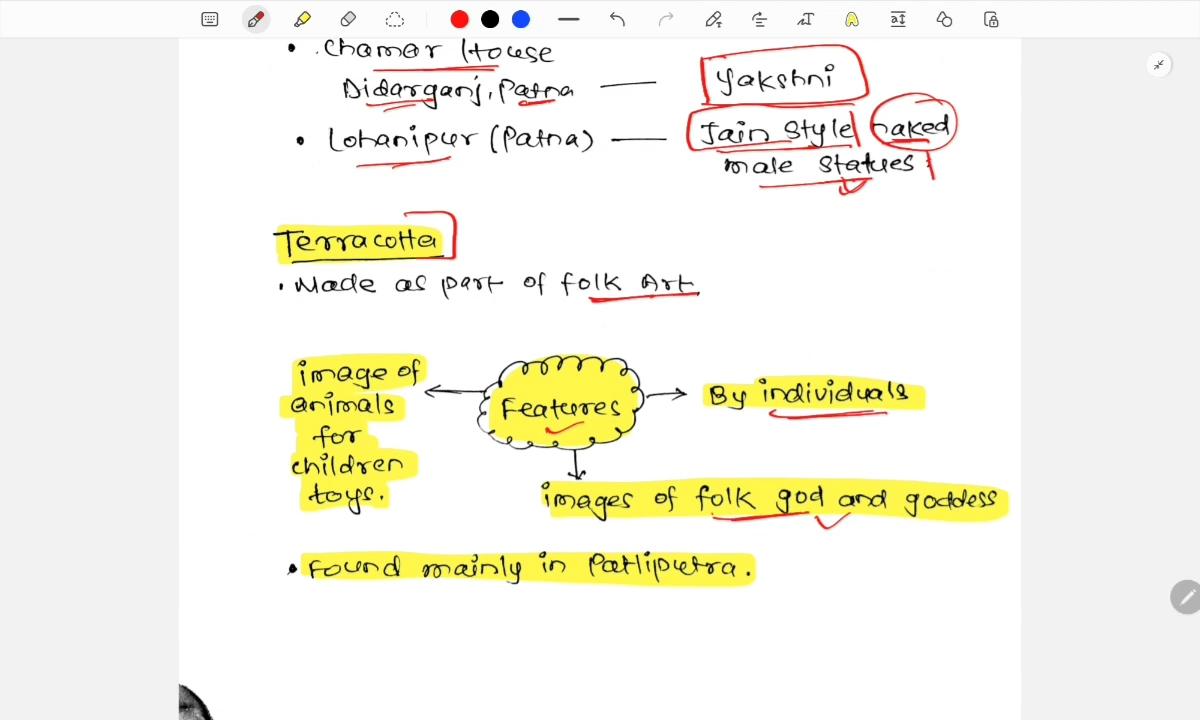 • Chamar House
Didarganj, Patna — Yakshni
• Lohanipur (Patna) — Jain Style naked
male statues.
Terracotta
• Made as part of folk Art.
image of
animals
for
children
toys.
Features
By individuals
images of folk god and goddess
• Found mainly in Patliputra.